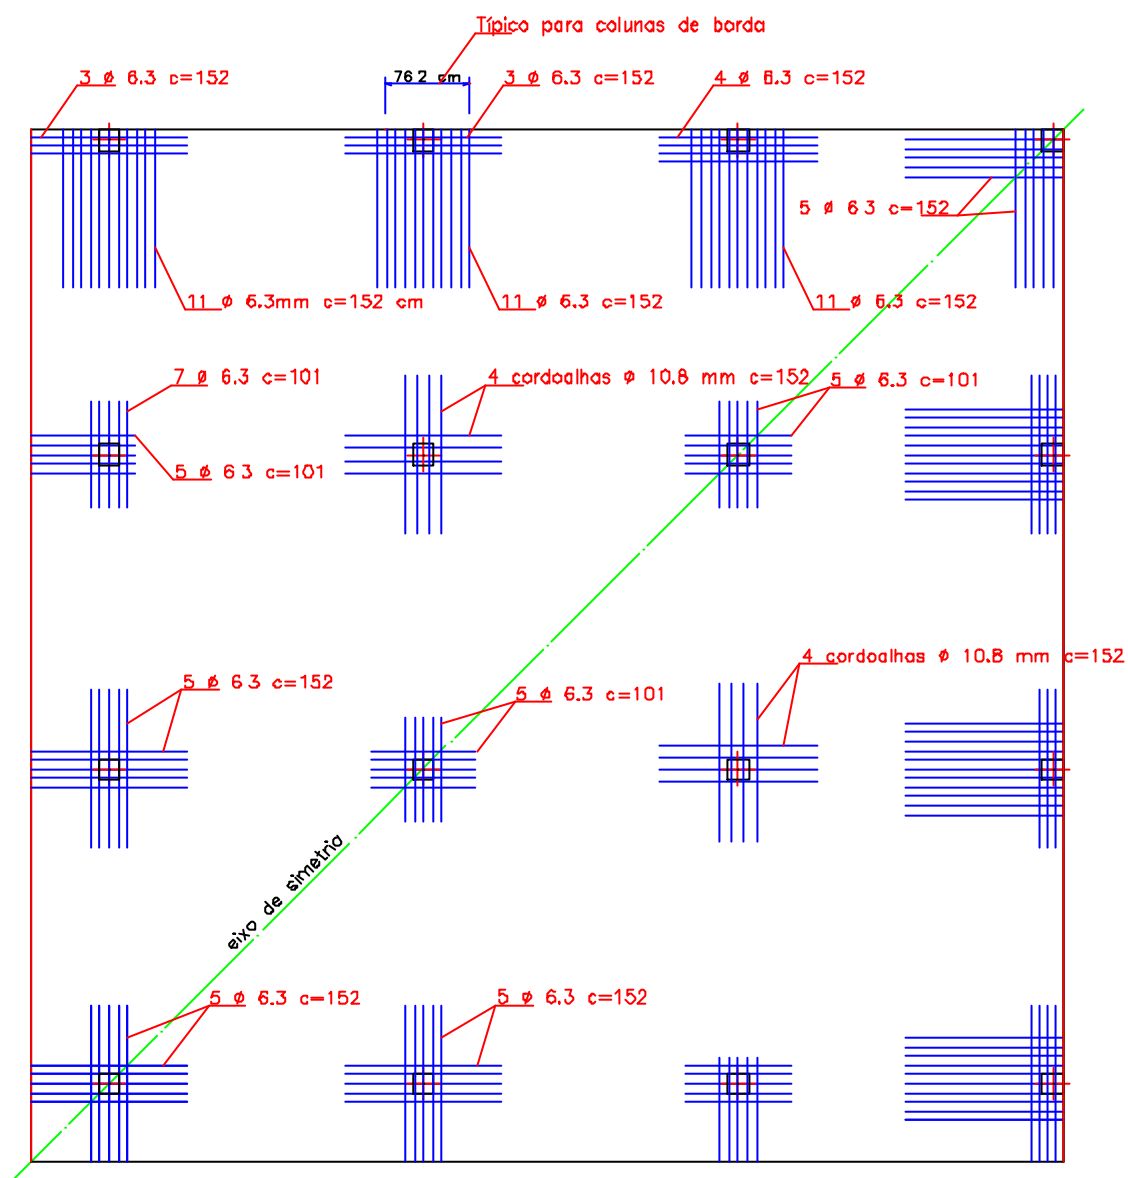 Típico para colunas de borda
3 ø 6.3 c=152
76 2 cm
3 ø 6.3 c=152
4 ø 6.3 c=152
5 ø 6 3 c=152
11 ø 6.3mm c=152 cm
11 ø 6.3 c=152
11 ø 6.3 c=152
7 ø 6.3 c=101
4 cordoalhas ø 10.8 mm c=152
5 ø 6.3 c=101
5 ø 6 3 c=101
4 cordoalhas ø 10.8 mm c=152
5 ø 6 3 c=152
5 ø 6.3 c=101
eixo de simetria
5 ø 6.3 c=152
5 ø 6.3 c=152